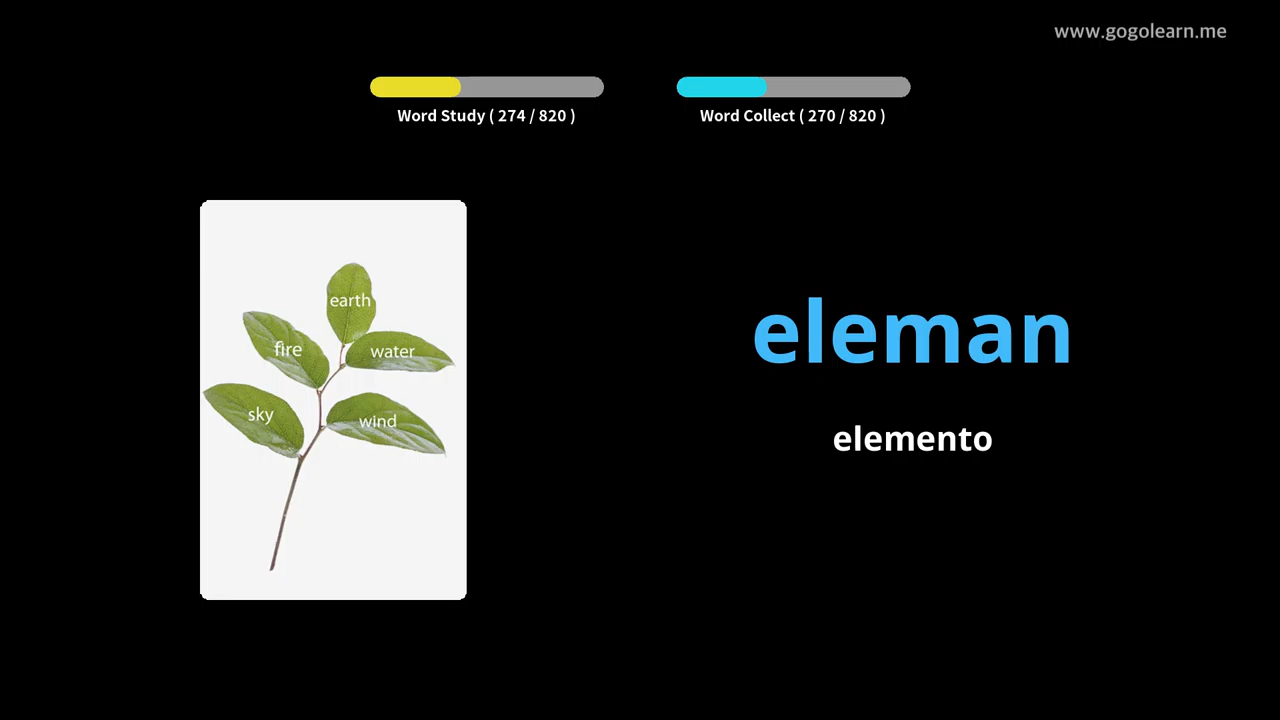 www.gogolearn.me
Word Study ( 274 / 820 )
Word Collect ( 270 / 820 )
earth
fire
water
sky
wind
eleman
elemento